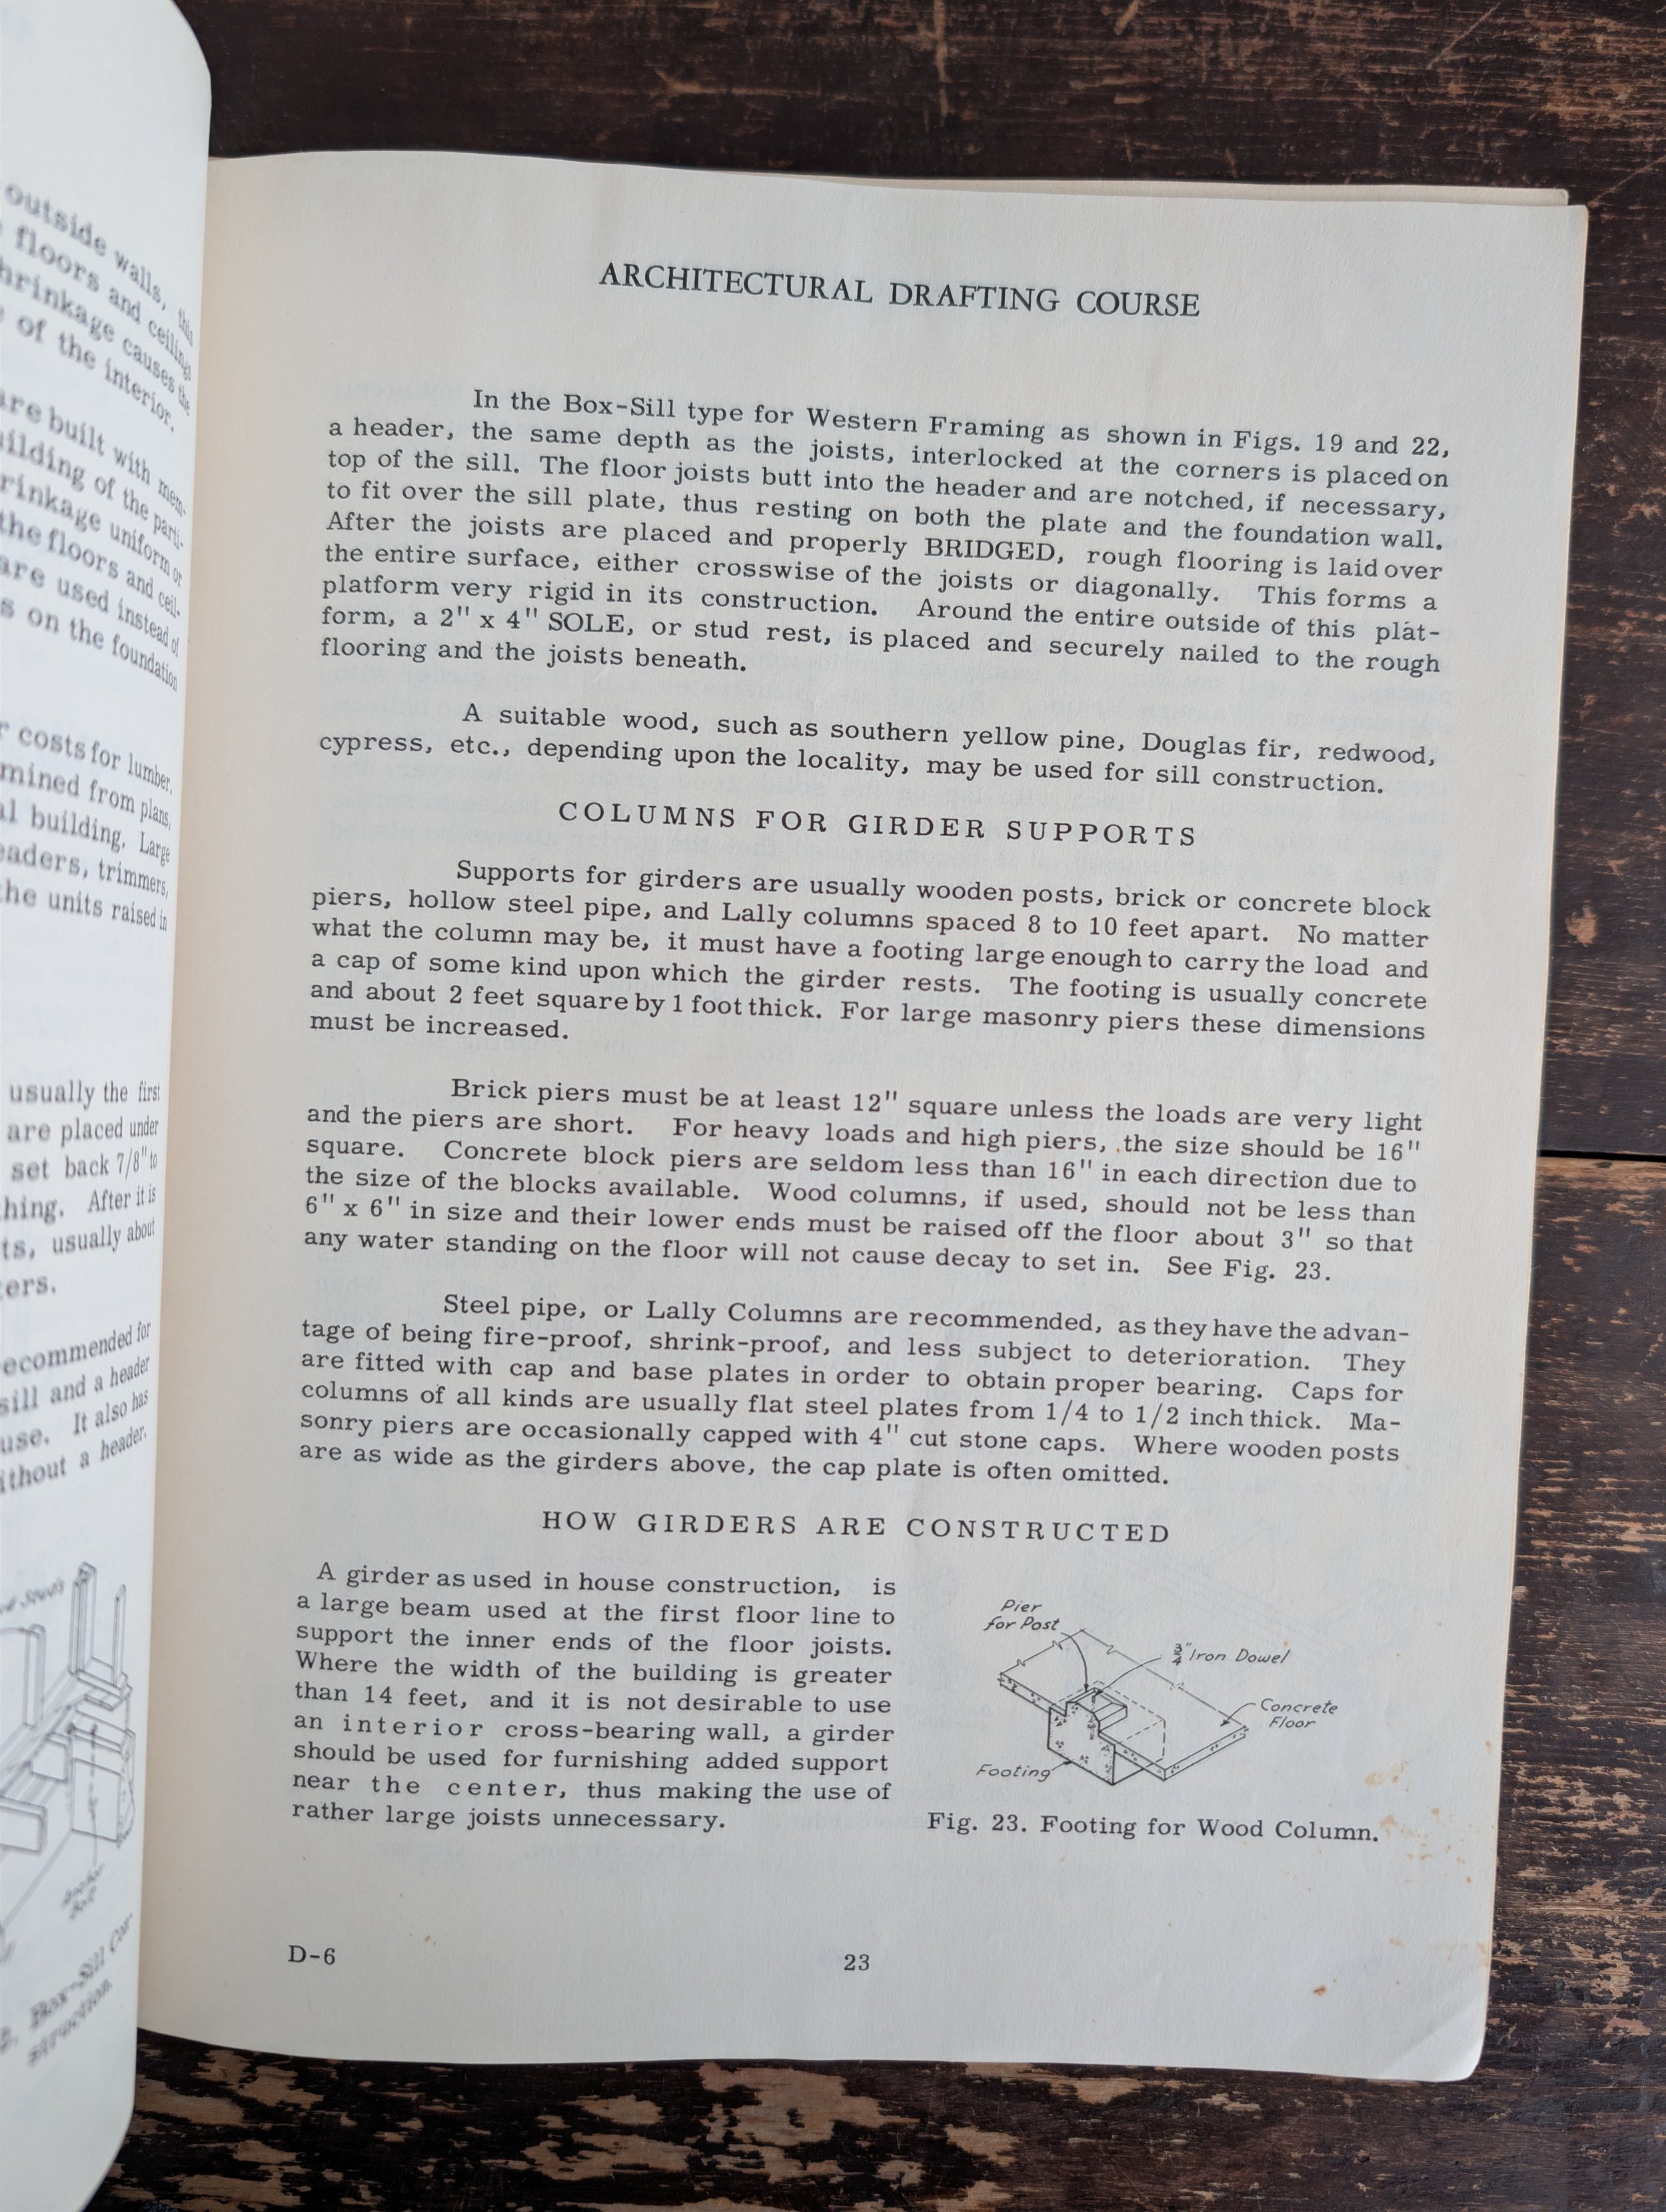 outside walls, this
floors and ceilings
shrinkage causes the
of the interior.
are built with mem-
building of the parti-
shrinkage uniform or
the floors and ceil-
are used instead of
s on the foundation
costs for lumber,
mined from plans,
al building. Large
eaders, trimmers,
the units raised in
usually the first
are placed under
set back 7/8" to
thing. After it is
ts, usually about
ters.
ecommended for
sill and a header
use. It also has
ithout a header.
Studs
Box-Sill Con-
struction
ARCHITECTURAL DRAFTING COURSE
In the Box-Sill type for Western Framing as shown in Figs. 19 and 22,
a header, the same depth as the joists, interlocked at the corners is placed on
top of the sill. The floor joists butt into the header and are notched, if necessary,
to fit over the sill plate, thus resting on both the plate and the foundation wall.
After the joists are placed and properly BRIDGED, rough flooring is laid over
the entire surface, either crosswise of the joists or diagonally. This forms a
platform very rigid in its construction. Around the entire outside of this plat-
form, a 2" x 4" SOLE, or stud rest, is placed and securely nailed to the rough
flooring and the joists beneath.
A suitable wood, such as southern yellow pine, Douglas fir, redwood,
cypress, etc., depending upon the locality, may be used for sill construction.
COLUMNS FOR GIRDER SUPPORTS
Supports for girders are usually wooden posts, brick or concrete block
piers, hollow steel pipe, and Lally columns spaced 8 to 10 feet apart. No matter
what the column may be, it must have a footing large enough to carry the load and
a cap of some kind upon which the girder rests. The footing is usually concrete
and about 2 feet square by 1 foot thick. For large masonry piers these dimensions
must be increased.
Brick piers must be at least 12" square unless the loads are very light
and the piers are short. For heavy loads and high piers, the size should be 16"
square. Concrete block piers are seldom less than 16" in each direction due to
the size of the blocks available. Wood columns, if used, should not be less than
6" x 6" in size and their lower ends must be raised off the floor about 3" so that
any water standing on the floor will not cause decay to set in. See Fig. 23.
Steel pipe, or Lally Columns are recommended, as they have the advan-
tage of being fire-proof, shrink-proof, and less subject to deterioration. They
are fitted with cap and base plates in order to obtain proper bearing. Caps for
columns of all kinds are usually flat steel plates from 1/4 to 1/2 inch thick. Ma-
sonry piers are occasionally capped with 4" cut stone caps. Where wooden posts
are as wide as the girders above, the cap plate is often omitted.
HOW GIRDERS ARE CONSTRUCTED
A girder as used in house construction, is
a large beam used at the first floor line to
support the inner ends of the floor joists.
Where the width of the building is greater
than 14 feet, and it is not desirable to use
an interior cross-bearing wall, a girder
should be used for furnishing added support
near the center, thus making the use of
rather large joists unnecessary.
Pier
for Post
3/4" Iron Dowel
Concrete
Floor
Footing
Fig. 23. Footing for Wood Column.
D-6
23